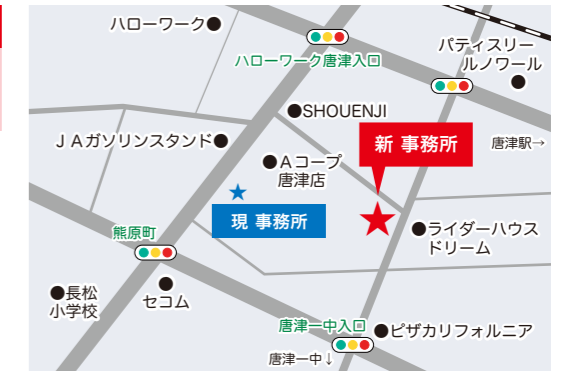 ハローワーク●
パティスリー
ルノワール
●
ハローワーク唐津入口
●SHOUENJI
ＪＡガソリンスタンド●
新 事務所
唐津駅→
●Ａコープ
唐津店
現 事務所
●ライダーハウス
ドリーム
熊原町
●長松
小学校
●
セコム
唐津一中入口
●ピザカリフォルニア
唐津一中↓